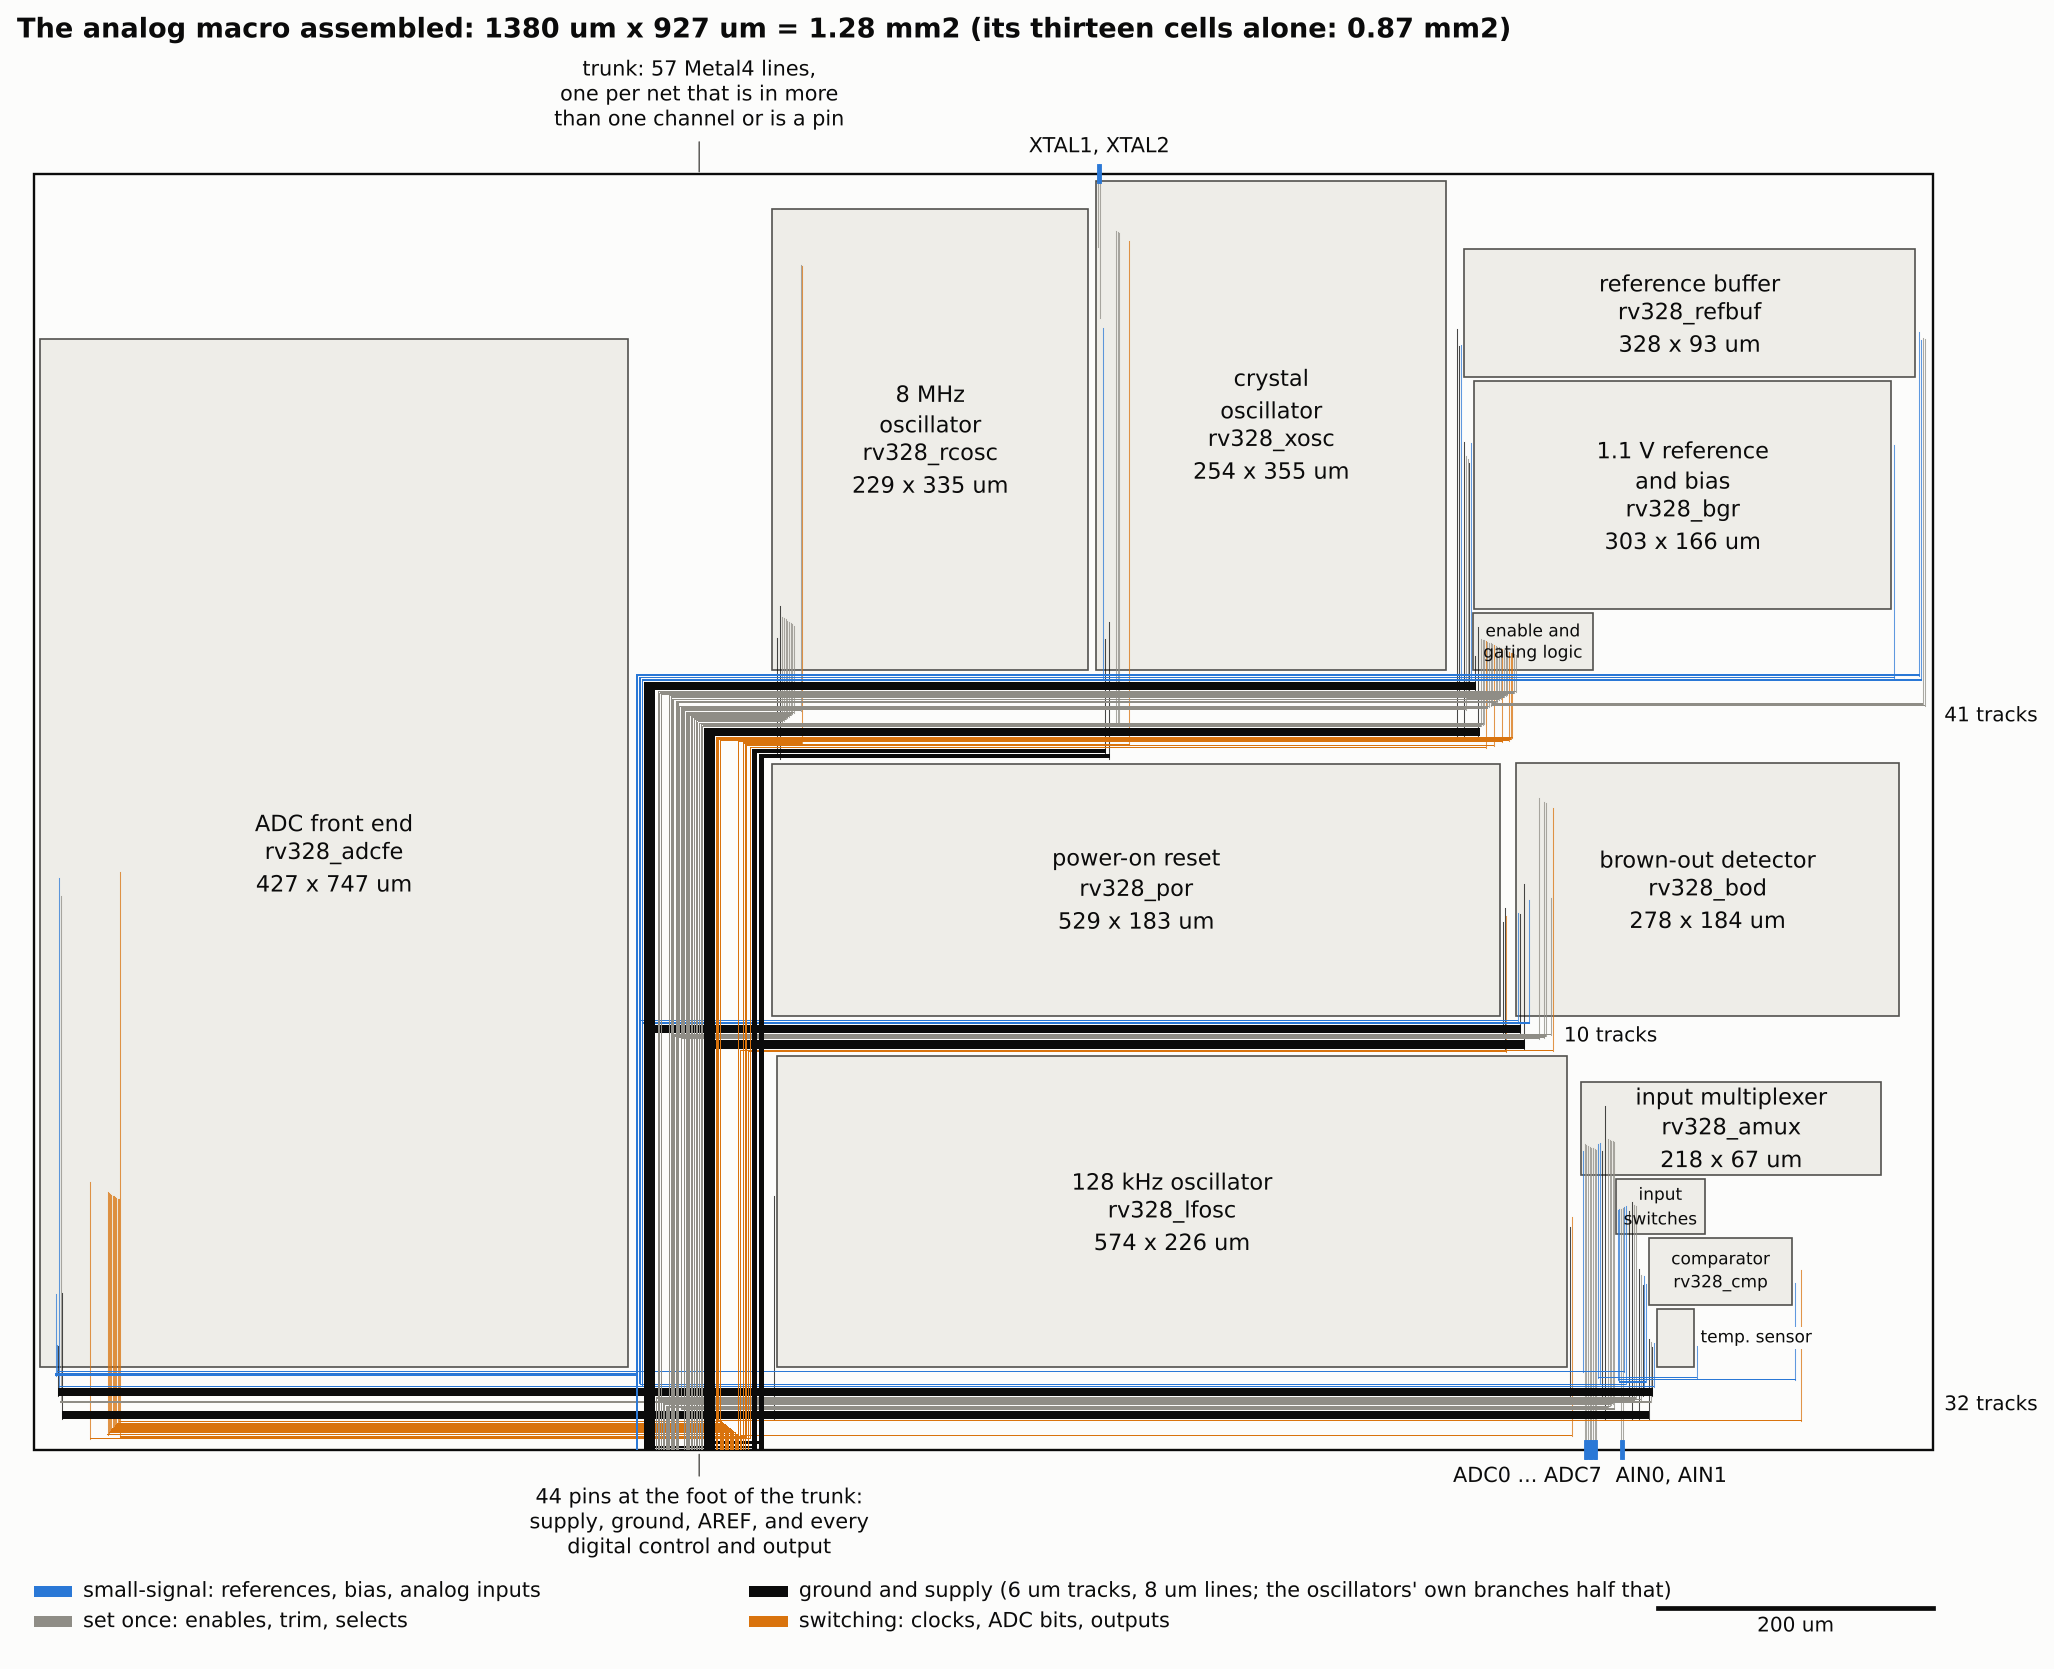 The analog macro assembled: 1380 um x 927 um = 1.28 mm2 (its thirteen cells alone: 0.87 mm2)
trunk: 57 Metal4 lines,
one per net that is in more
than one channel or is a pin
XTAL1, XTAL2
reference buffer
rv328_refbuf
328 x 93 um
8 MHz
oscillator
rv328_rcosc
229 x 335 um
crystal
oscillator
rv328_xosc
254 x 355 um
1.1 V reference
and bias
rv328_bgr
303 x 166 um
enable and
gating logic
41 tracks
ADC front end
rv328_adcfe
427 x 747 um
power-on reset
rv328_por
529 x 183 um
brown-out detector
rv328_bod
278 x 184 um
10 tracks
input multiplexer
rv328_amux
218 x 67 um
128 kHz oscillator
rv328_lfosc
574 x 226 um
input
switches
comparator
rv328_cmp
temp. sensor
32 tracks
ADC0 ... ADC7
AIN0, AIN1
44 pins at the foot of the trunk:
supply, ground, AREF, and every
digital control and output
small-signal: references, bias, analog inputs
set once: enables, trim, selects
ground and supply (6 um tracks, 8 um lines; the oscillators' own branches half that)
switching: clocks, ADC bits, outputs
200 um